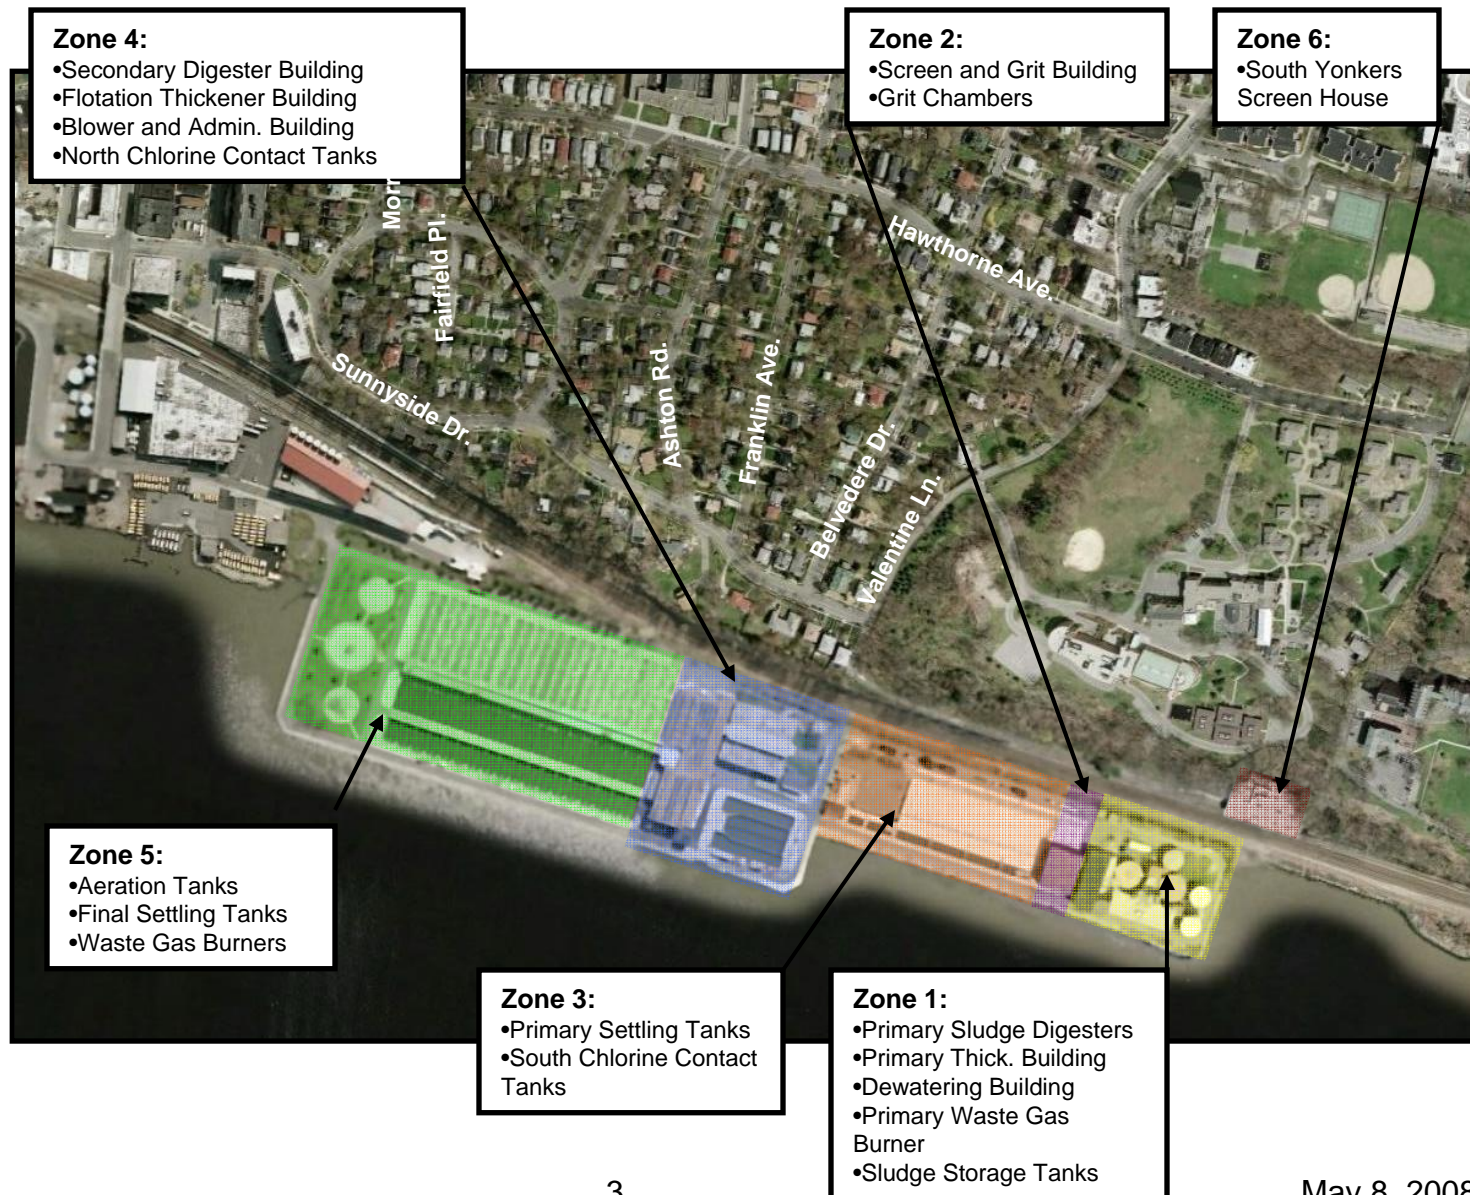 Zone 4:
•Secondary Digester Building
•Flotation Thickener Building
•Blower and Admin. Building
•North Chlorine Contact Tanks
Zone 2:
•Screen and Grit Building
•Grit Chambers
Zone 6:
•South Yonkers
Screen House
Fairfield Pl.
Sunnyside Dr.
Ashton Rd.
Franklin Ave.
Belvedere Dr.
Valentine Ln.
Hawthorne Ave.
Zone 5:
•Aeration Tanks
•Final Settling Tanks
•Waste Gas Burners
Zone 3:
•Primary Settling Tanks
•South Chlorine Contact
Tanks
Zone 1:
•Primary Sludge Digesters
•Primary Thick. Building
•Dewatering Building
•Primary Waste Gas
Burner
•Sludge Storage Tanks
3
May 8, 2008